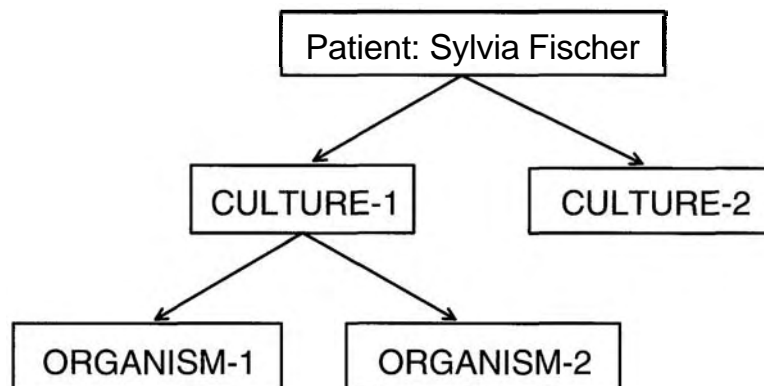 Patient: Sylvia Fischer
CULTURE-1
CULTURE-2
ORGANISM-1
ORGANISM-2